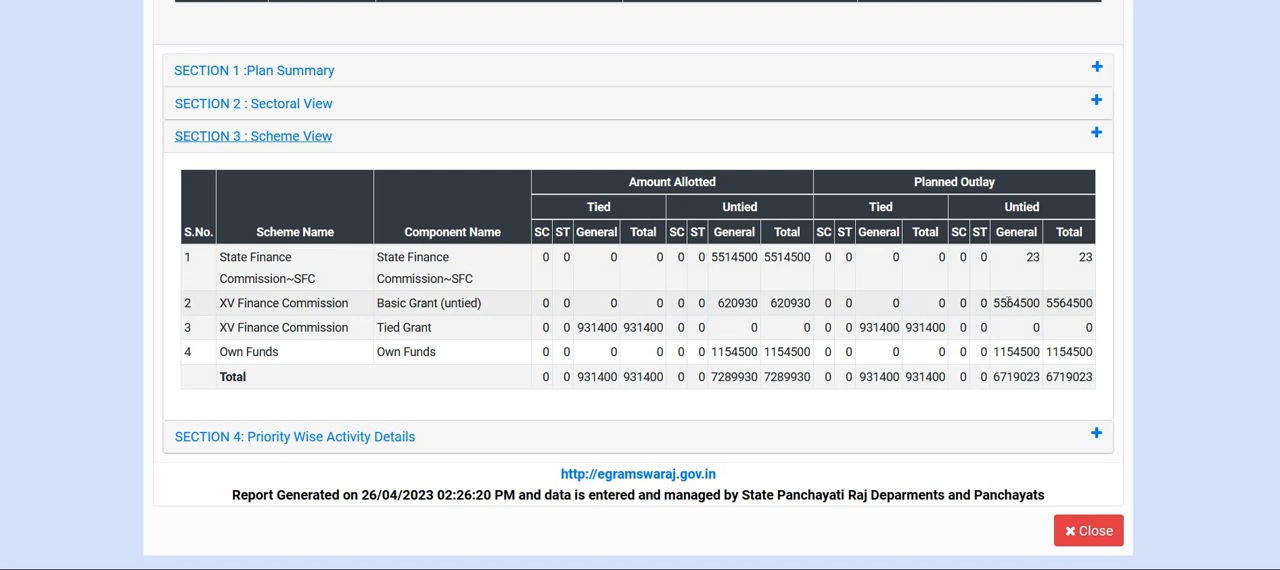 SECTION 1 :Plan Summary
SECTION 2 : Sectoral View
SECTION 3 : Scheme View
Amount Allotted Planned Outlay
Tied Untied Tied Untied
S.No. Scheme Name Component Name SC ST General Total SC ST General Total SC ST General Total SC ST General Total
1 State Finance State Finance 0 0 0 0 0 0 5514500 5514500 0 0 0 0 0 0 23 23
Commission~SFC Commission~SFC
2 XV Finance Commission Basic Grant (untied) 0 0 0 0 0 0 620930 620930 0 0 0 0 0 0 5564500 5564500
3 XV Finance Commission Tied Grant 0 0 931400 931400 0 0 0 0 0 0 931400 931400 0 0 0 0
4 Own Funds Own Funds 0 0 0 0 0 0 1154500 1154500 0 0 0 0 0 0 1154500 1154500
Total 0 0 931400 931400 0 0 7289930 7289930 0 0 931400 931400 0 0 6719023 6719023
SECTION 4: Priority Wise Activity Details
http://egramswaraj.gov.in
Report Generated on 26/04/2023 02:26:20 PM and data is entered and managed by State Panchayati Raj Deparments and Panchayats
Close